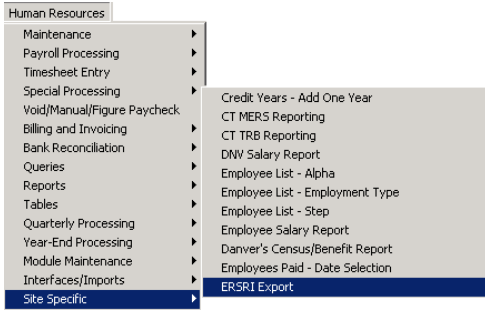 Human Resources
Maintenance
Payroll Processing
Timesheet Entry
Special Processing
Void/Manual/Figure Paycheck
Billing and Invoicing
Bank Reconciliation
Queries
Reports
Tables
Quarterly Processing
Year-End Processing
Module Maintenance
Interfaces/Imports
Site Specific
Credit Years - Add One Year
CT MERS Reporting
CT TRB Reporting
DNV Salary Report
Employee List - Alpha
Employee List - Employment Type
Employee List - Step
Employee Salary Report
Danver's Census/Benefit Report
Employees Paid - Date Selection
ERSRI Export